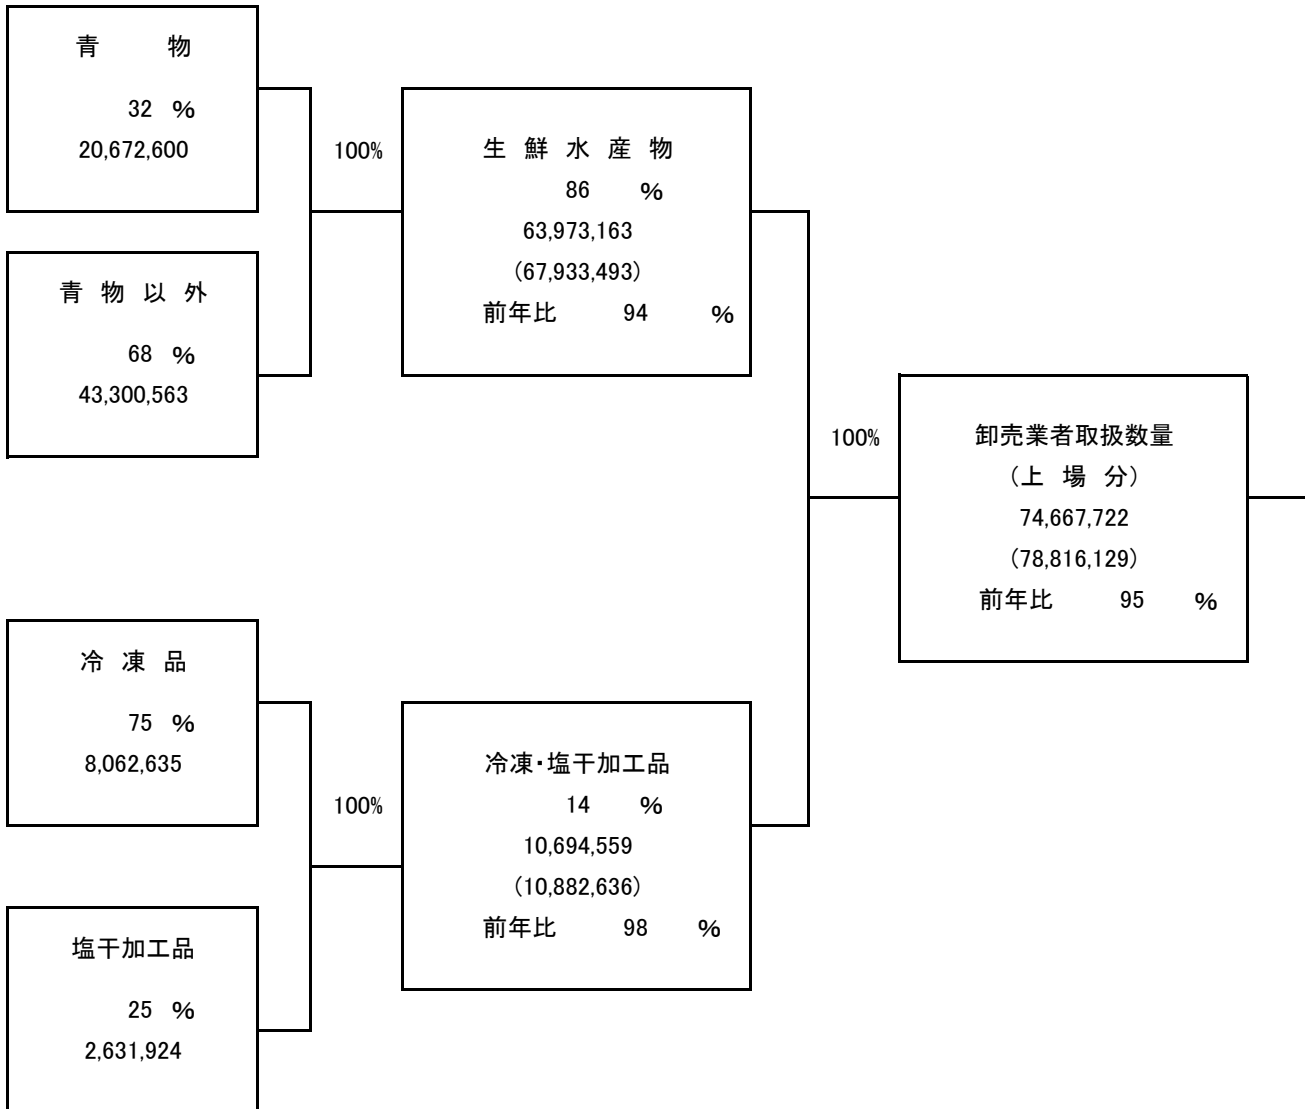 青 物
32 %
20,672,600
青 物 以 外
68 %
43,300,563
100%
生 鮮 水 産 物
86 %
63,973,163
(67,933,493)
前年比 94 %
冷 凍 品
75 %
8,062,635
塩干加工品
25 %
2,631,924
100%
冷凍・塩干加工品
14 %
10,694,559
(10,882,636)
前年比 98 %
100%
卸売業者取扱数量
(上 場 分)
74,667,722
(78,816,129)
前年比 95 %